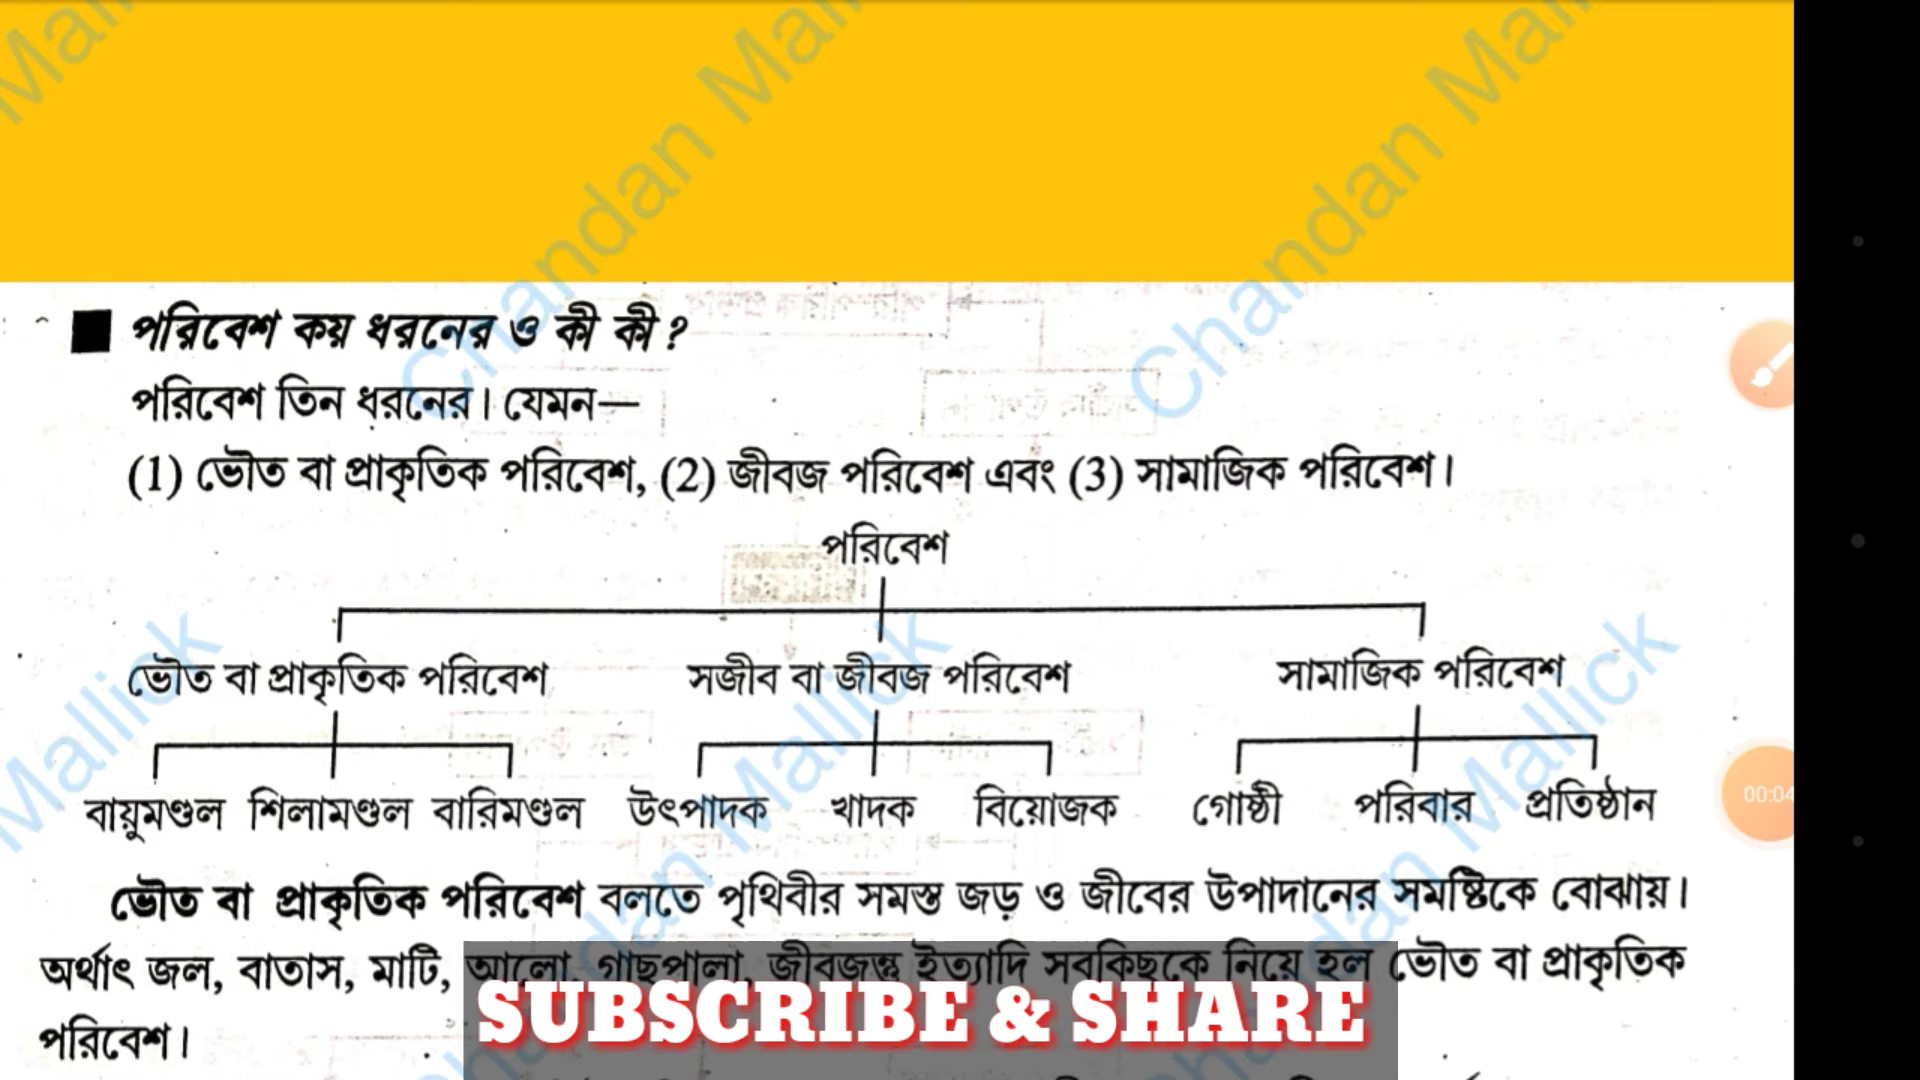 ■ পরিবেশ কয় ধরনের ও কী কী ?
পরিবেশ তিন ধরনের। যেমন—
(1) ভৌত বা প্রাকৃতিক পরিবেশ, (2) জীবজ পরিবেশ এবং (3) সামাজিক পরিবেশ।
পরিবেশ
ভৌত বা প্রাকৃতিক পরিবেশ সজীব বা জীবজ পরিবেশ সামাজিক পরিবেশ
বায়ুমণ্ডল শিলামণ্ডল বারিমণ্ডল উৎপাদক খাদক বিয়োজক গোষ্ঠী পরিবার প্রতিষ্ঠান
ভৌত বা প্রাকৃতিক পরিবেশ বলতে পৃথিবীর সমস্ত জড় ও জীবের উপাদানের সমষ্টিকে বোঝায়।
অর্থাৎ জল, বাতাস, মাটি, আলো গাছপালা, জীবজন্তু ইত্যাদি সবকিছুকে নিয়ে হল ভৌত বা প্রাকৃতিক
পরিবেশ।
SUBSCRIBE & SHARE
00:04
Chandan Mallick
Chandan Mallick